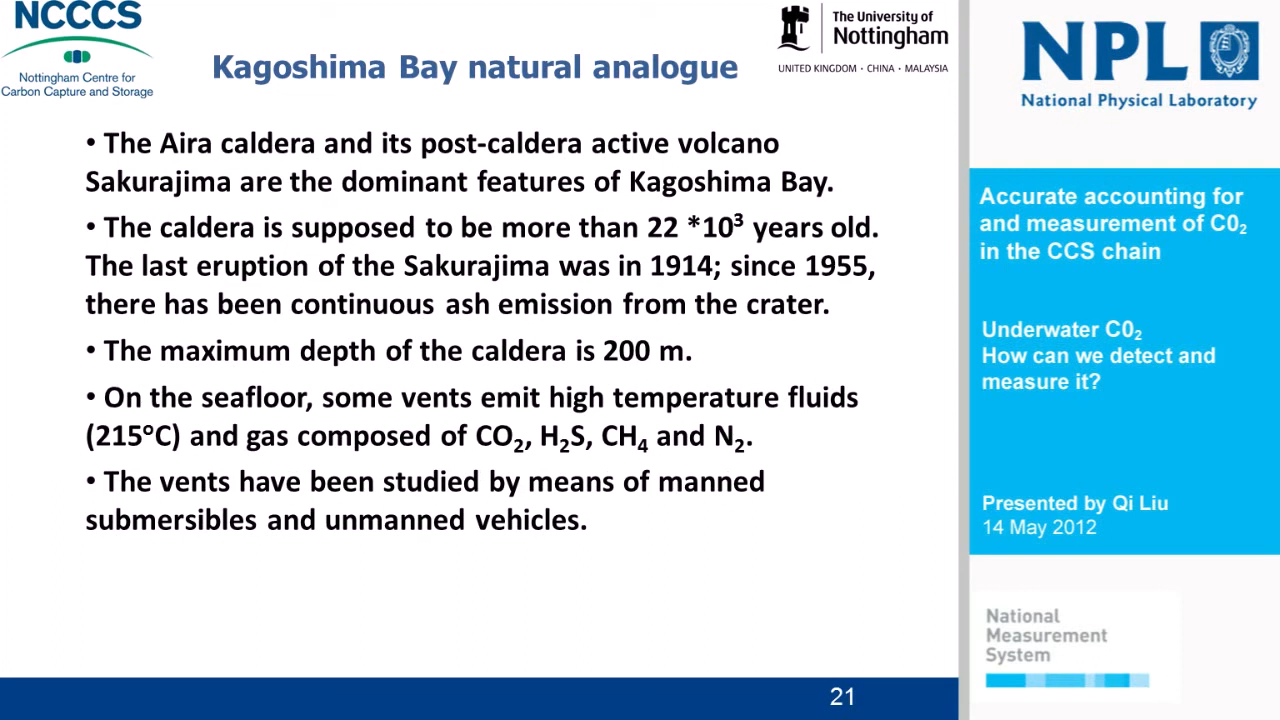 NCCCS
Nottingham Centre for
Carbon Capture and Storage
Kagoshima Bay natural analogue
The University of
Nottingham
UNITED KINGDOM · CHINA · MALAYSIA
• The Aira caldera and its post-caldera active volcano
Sakurajima are the dominant features of Kagoshima Bay.
• The caldera is supposed to be more than 22 *10³ years old.
The last eruption of the Sakurajima was in 1914; since 1955,
there has been continuous ash emission from the crater.
• The maximum depth of the caldera is 200 m.
• On the seafloor, some vents emit high temperature fluids
(215°C) and gas composed of CO₂, H₂S, CH₄ and N₂.
• The vents have been studied by means of manned
submersibles and unmanned vehicles.
21
NPL
National Physical Laboratory
Accurate accounting for
and measurement of C0₂
in the CCS chain
Underwater C0₂
How can we detect and
measure it?
Presented by Qi Liu
14 May 2012
National
Measurement
System